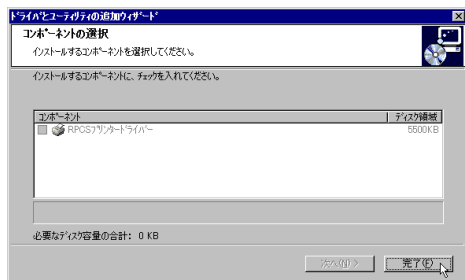 ドライバとユーティリティの追加ウィザード
コンポーネントの選択
インストールするコンポーネントを選択してください。
インストールするコンポーネントに、チェックを入れてください。
コンポーネント ディスク領域
RPCSプリンタードライバー 5500KB
必要なディスク容量の合計: 0 KB
次へ(N) > 完了(F)